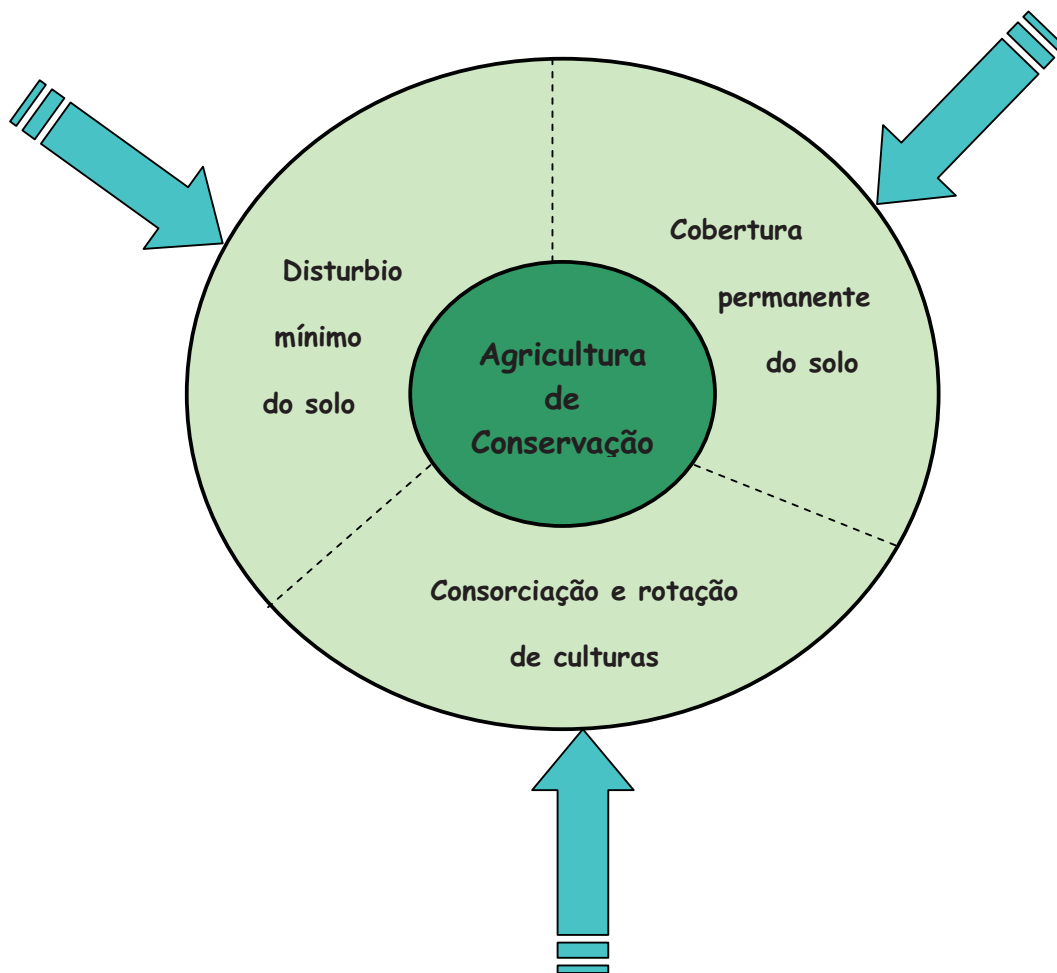 Disturbio
mínimo
do solo
Cobertura
permanente
do solo
Agricultura
de
Conservação
Consorciação e rotação
de culturas